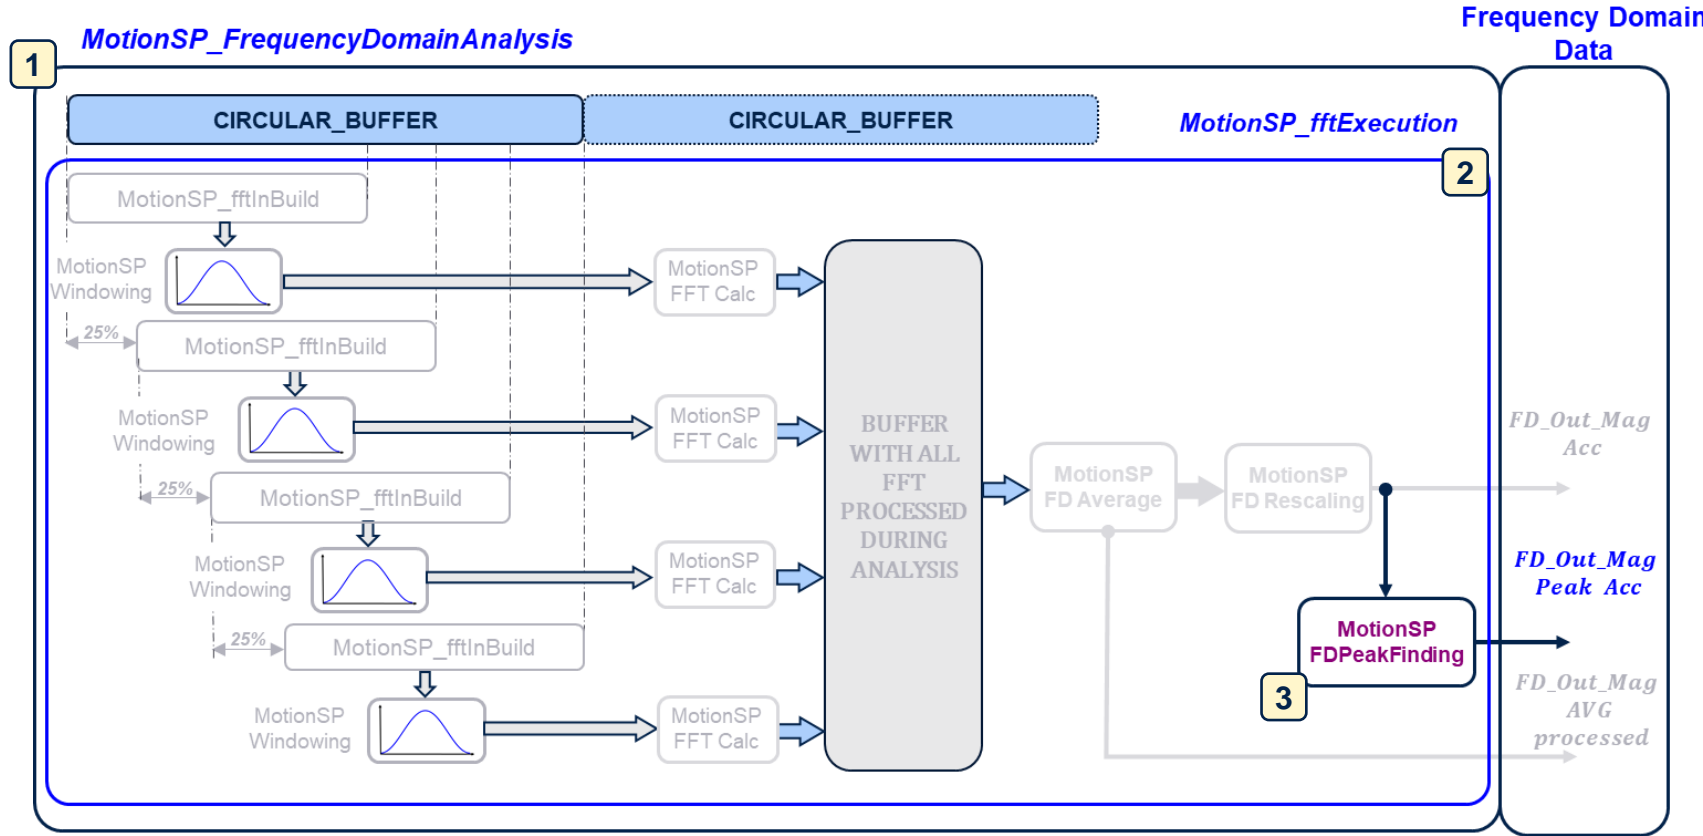 Frequency Domain
Data
MotionSP_FrequencyDomainAnalysis
1
CIRCULAR_BUFFER
CIRCULAR_BUFFER
MotionSP_fftExecution
2
MotionSP_fftInBuild
MotionSP
Windowing
MotionSP
FFT Calc
25%
MotionSP_fftInBuild
MotionSP
Windowing
MotionSP
FFT Calc
25%
MotionSP_fftInBuild
MotionSP
Windowing
MotionSP
FFT Calc
25%
MotionSP_fftInBuild
MotionSP
Windowing
MotionSP
FFT Calc
BUFFER
WITH ALL
FFT
PROCESSED
DURING
ANALYSIS
MotionSP
FD Average
MotionSP
FD Rescaling
MotionSP
FDPeakFinding
3
FD_Out_Mag
Acc
FD_Out_Mag
Peak Acc
FD_Out_Mag
AVG
processed